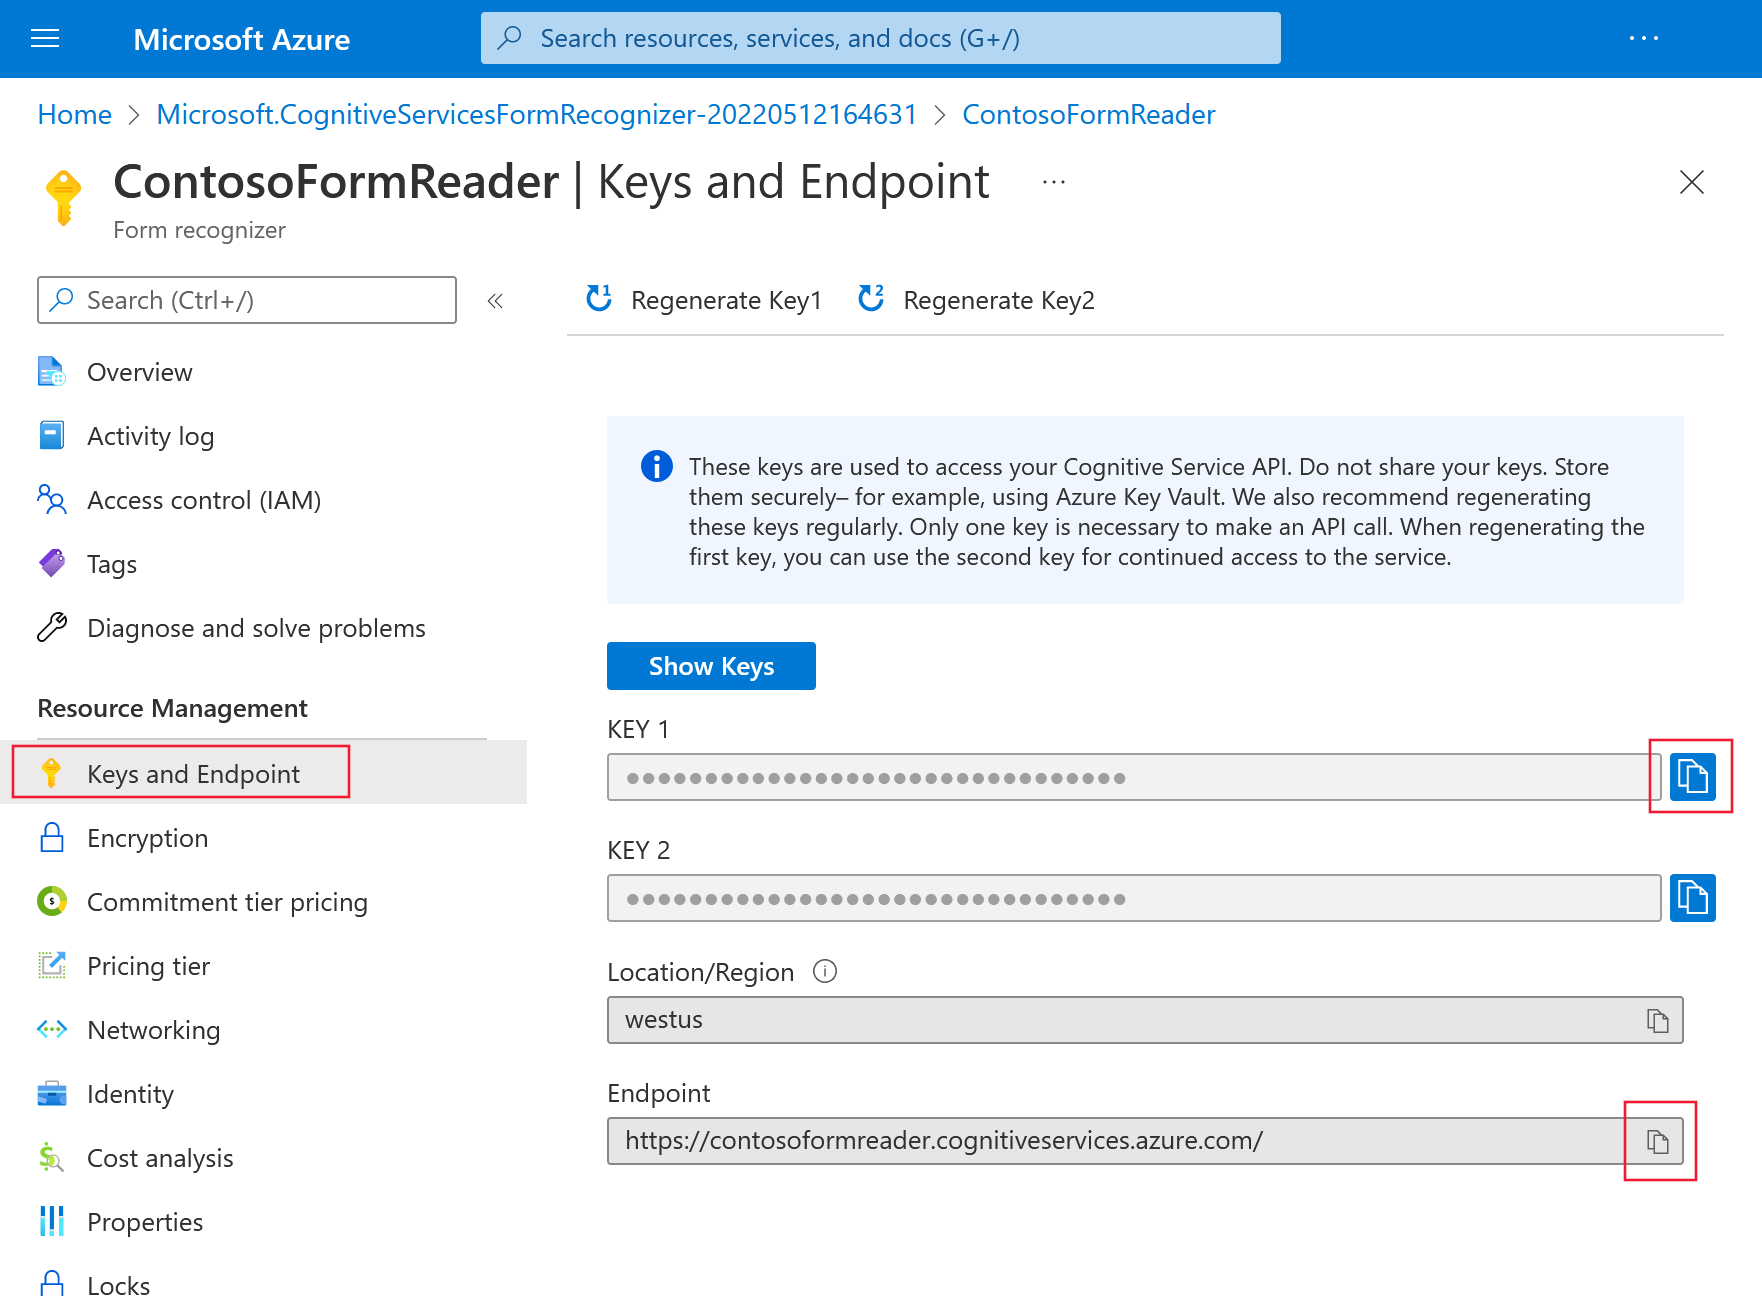 Microsoft Azure
Search resources, services, and docs (G+/)
...
Home > Microsoft.CognitiveServicesFormRecognizer-20220512164631 > ContosoFormReader
ContosoFormReader | Keys and Endpoint ...
Form recognizer
Search (Ctrl+/)
«
Overview
Activity log
Access control (IAM)
Tags
Diagnose and solve problems
Resource Management
Keys and Endpoint
Encryption
Commitment tier pricing
Pricing tier
Networking
Identity
Cost analysis
Properties
Locks
1 Regenerate Key1
2 Regenerate Key2
These keys are used to access your Cognitive Service API. Do not share your keys. Store
them securely– for example, using Azure Key Vault. We also recommend regenerating
these keys regularly. Only one key is necessary to make an API call. When regenerating the
first key, you can use the second key for continued access to the service.
Show Keys
KEY 1
●●●●●●●●●●●●●●●●●●●●●●●●●●●●●●●●
KEY 2
●●●●●●●●●●●●●●●●●●●●●●●●●●●●●●●●
Location/Region
westus
Endpoint
https://contosoformreader.cognitiveservices.azure.com/